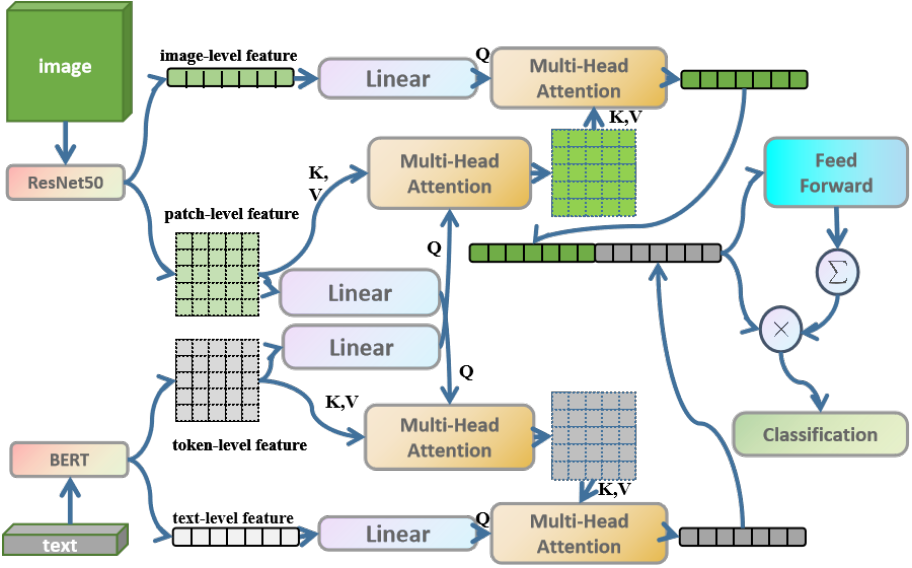 image
image-level feature
Linear
Q
Multi-Head
Attention
K,V
ResNet50
K,
V
Multi-Head
Attention
Feed
Forward
patch-level feature
Q
Linear
Σ
Linear
×
Q
K,V
Multi-Head
Attention
Classification
token-level feature
BERT
K,V
text-level feature
Linear
Q
Multi-Head
Attention
text